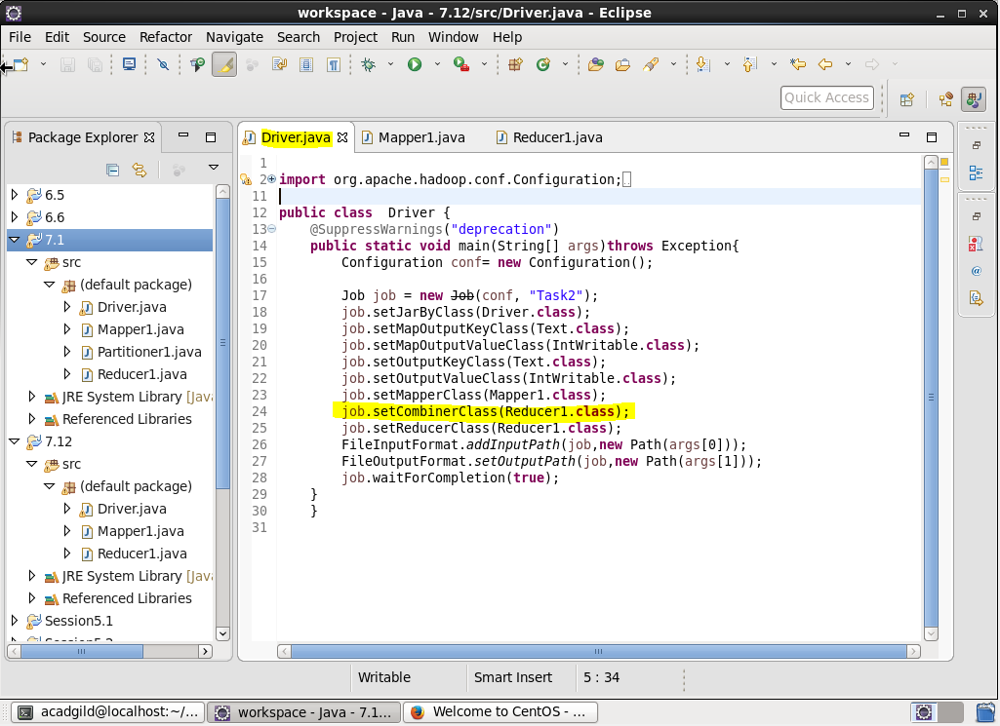 workspace - Java - 7.12/src/Driver.java - Eclipse
File Edit Source Refactor Navigate Search Project Run Window Help
Quick Access
Package Explorer
6.5
6.6
7.1
src
(default package)
Driver.java
Mapper1.java
Partitioner1.java
Reducer1.java
JRE System Library [Java
Referenced Libraries
7.12
src
(default package)
Driver.java
Mapper1.java
Reducer1.java
JRE System Library [Java
Referenced Libraries
Session5.1
Session5.2
Driver.java Mapper1.java Reducer1.java
1
2 import org.apache.hadoop.conf.Configuration;
11
12 public class  Driver {
13     @SuppressWarnings("deprecation")
14     public static void main(String[] args)throws Exception{
15         Configuration conf= new Configuration();
16
17         Job job = new Job(conf, "Task2");
18         job.setJarByClass(Driver.class);
19         job.setMapOutputKeyClass(Text.class);
20         job.setMapOutputValueClass(IntWritable.class);
21         job.setOutputKeyClass(Text.class);
22         job.setOutputValueClass(IntWritable.class);
23         job.setMapperClass(Mapper1.class);
24         job.setCombinerClass(Reducer1.class);
25         job.setReducerClass(Reducer1.class);
26         FileInputFormat.addInputPath(job,new Path(args[0]));
27         FileOutputFormat.setOutputPath(job,new Path(args[1]));
28         job.waitForCompletion(true);
29     }
30     }
31
Writable Smart Insert 5 : 34
acadgild@localhost:~/... workspace - Java - 7.1... Welcome to CentOS - ...